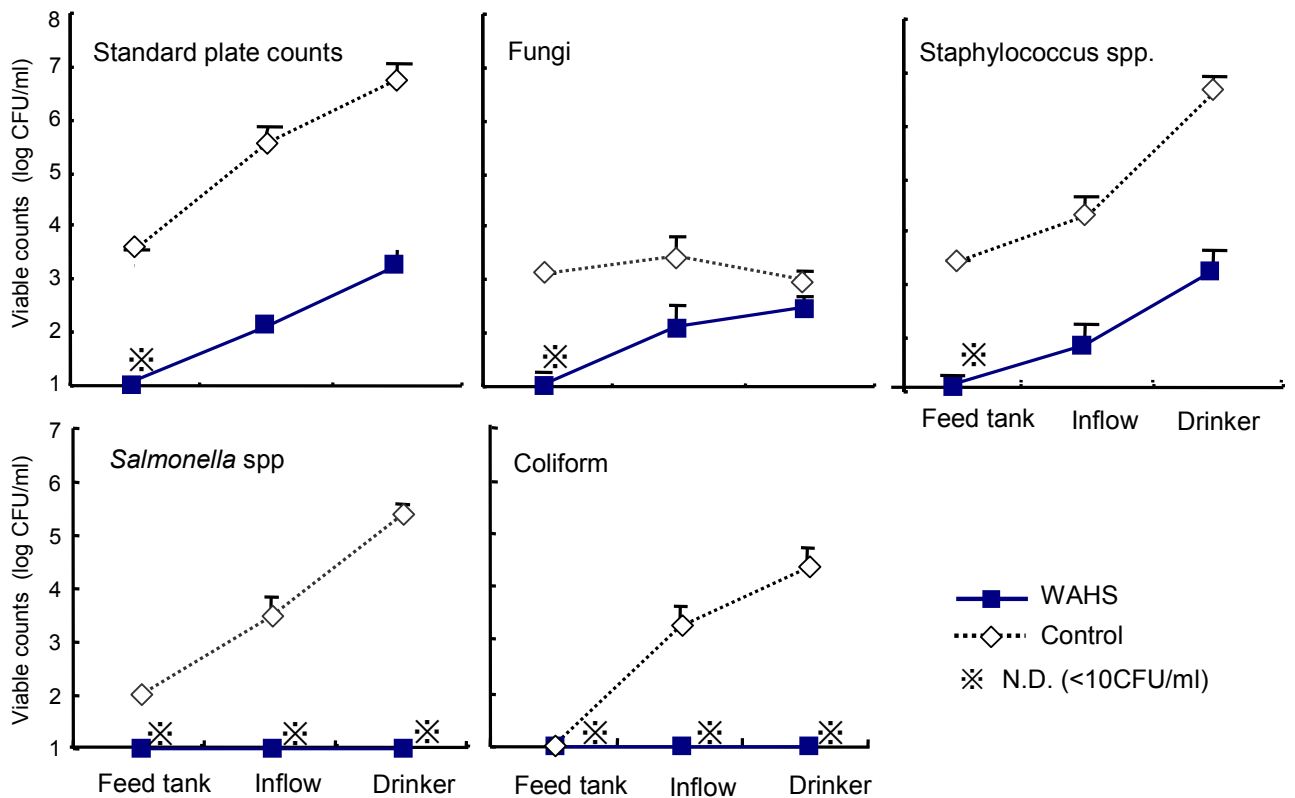 8
7
6
5
4
3
2
1
Viable counts (log CFU/ml)
Standard plate counts
Fungi
Staphylococcus spp.
Feed tank
Inflow
Drinker
7
6
5
4
3
2
1
Viable counts (log CFU/ml)
Salmonella spp
Feed tank
Inflow
Drinker
Coliform
Feed tank
Inflow
Drinker
WAHS
Control
※ N.D. (<10CFU/ml)